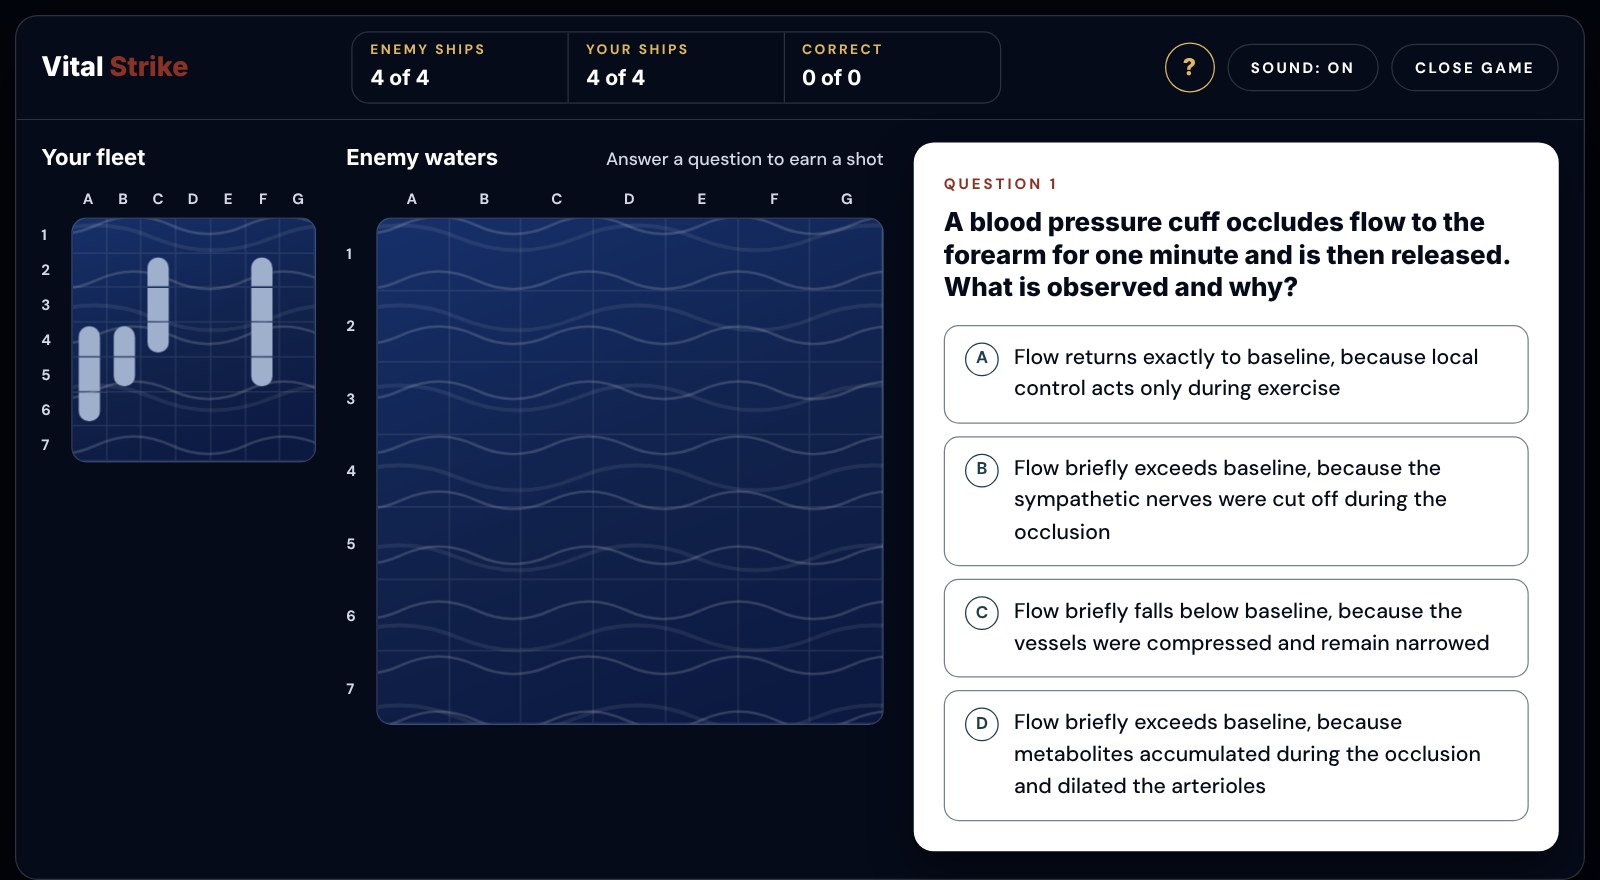 Vital Strike
ENEMY SHIPS
4 of 4
YOUR SHIPS
4 of 4
CORRECT
0 of 0
?
SOUND: ON
CLOSE GAME
Your fleet
A B C D E F G
1
2
3
4
5
6
7
Enemy waters
Answer a question to earn a shot
A B C D E F G
1
2
3
4
5
6
7
QUESTION 1
A blood pressure cuff occludes flow to the
forearm for one minute and is then released.
What is observed and why?
A
Flow returns exactly to baseline, because local
control acts only during exercise
B
Flow briefly exceeds baseline, because the
sympathetic nerves were cut off during the
occlusion
C
Flow briefly falls below baseline, because the
vessels were compressed and remain narrowed
D
Flow briefly exceeds baseline, because
metabolites accumulated during the occlusion
and dilated the arterioles